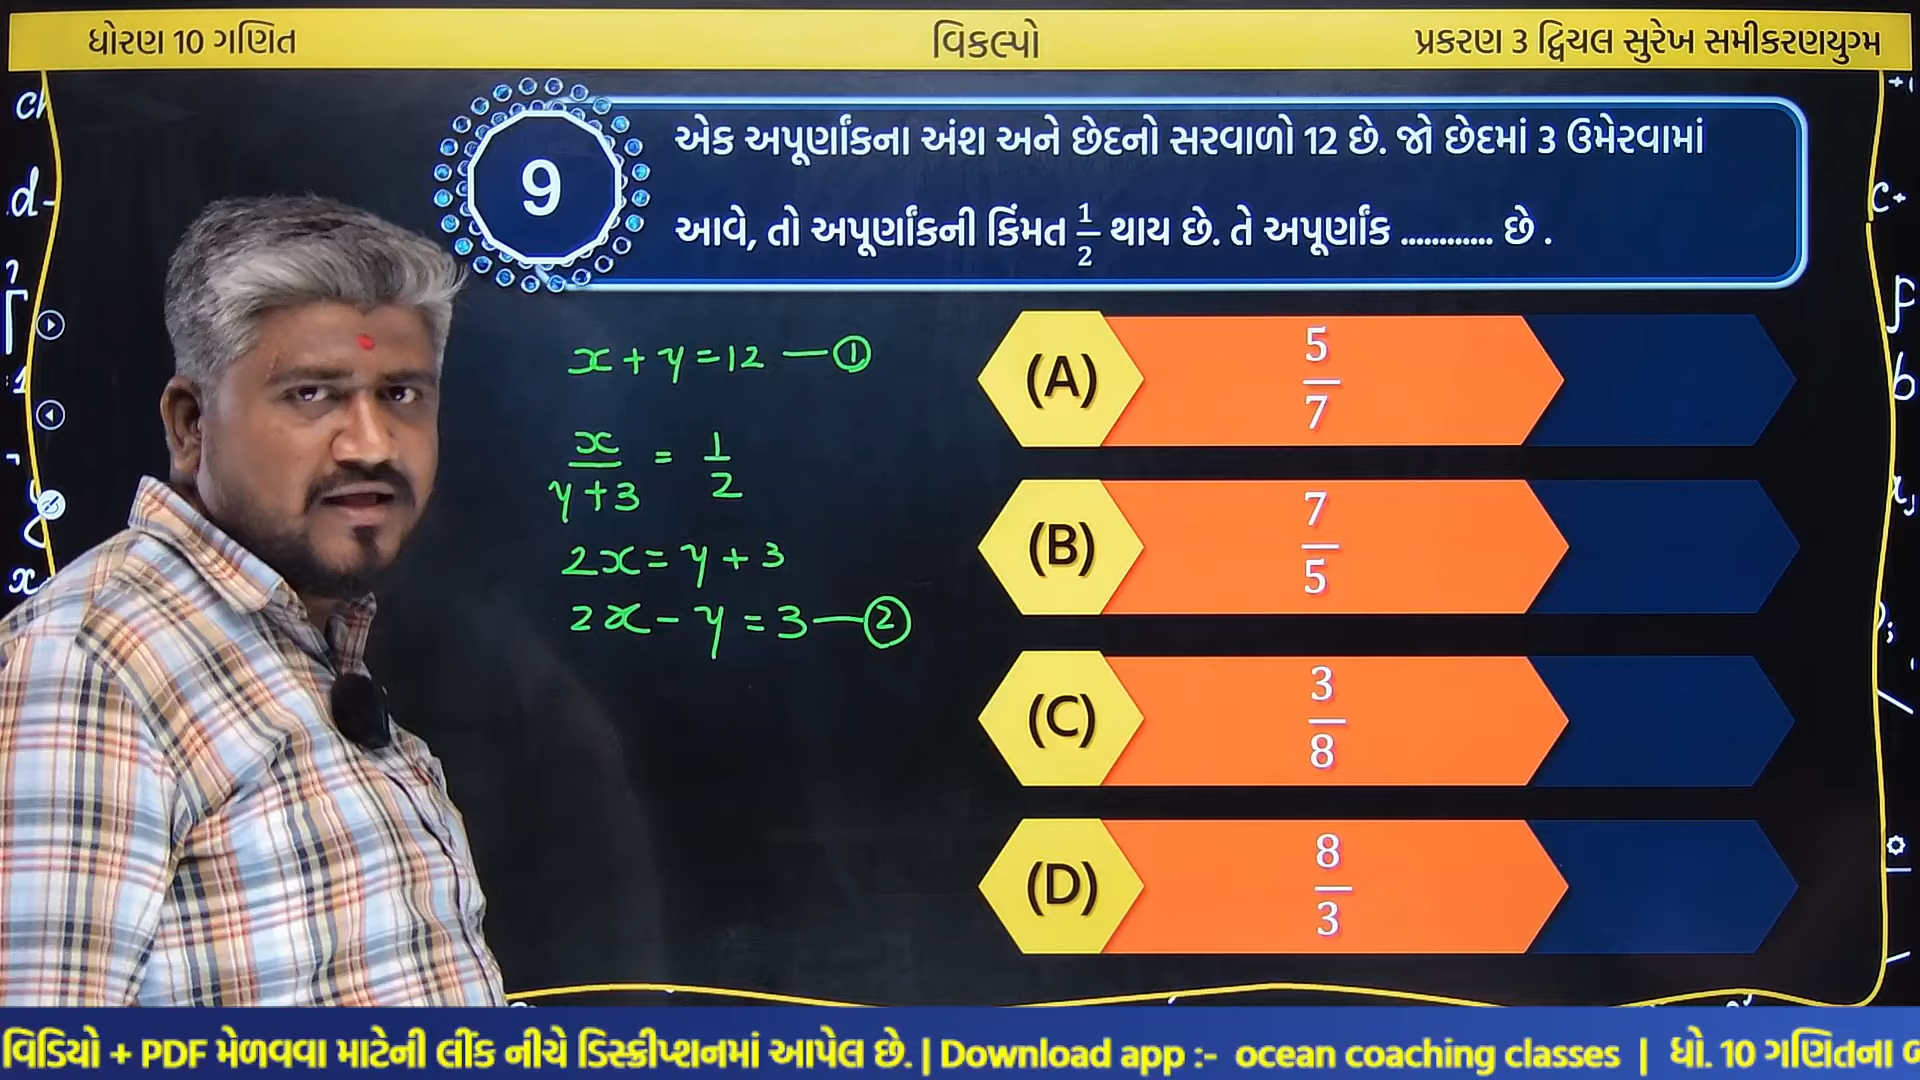 ધોરણ 10 ગણિત
વિકલ્પો
પ્રકરણ 3 દ્વિચલ સુરેખ સમીકરણયુગ્મ
9
એક અપૂર્ણાંકના અંશ અને છેદનો સરવાળો 12 છે. જો છેદમાં 3 ઉમેરવામાં
આવે, તો અપૂર્ણાંકની કિંમત 1/2 થાય છે. તે અપૂર્ણાંક ............. છે .
x + y = 12 — ①
x/(y + 3) = 1/2
2x = y + 3
2x - y = 3 — ②
(A) 5/7
(B) 7/5
(C) 3/8
(D) 8/3
વિડિયો + PDF મેળવવા માટેની લીંક નીચે ડિસ્ક્રીપ્શનમાં આપેલ છે. | Download app :- ocean coaching classes | ધો. 10 ગણિતના